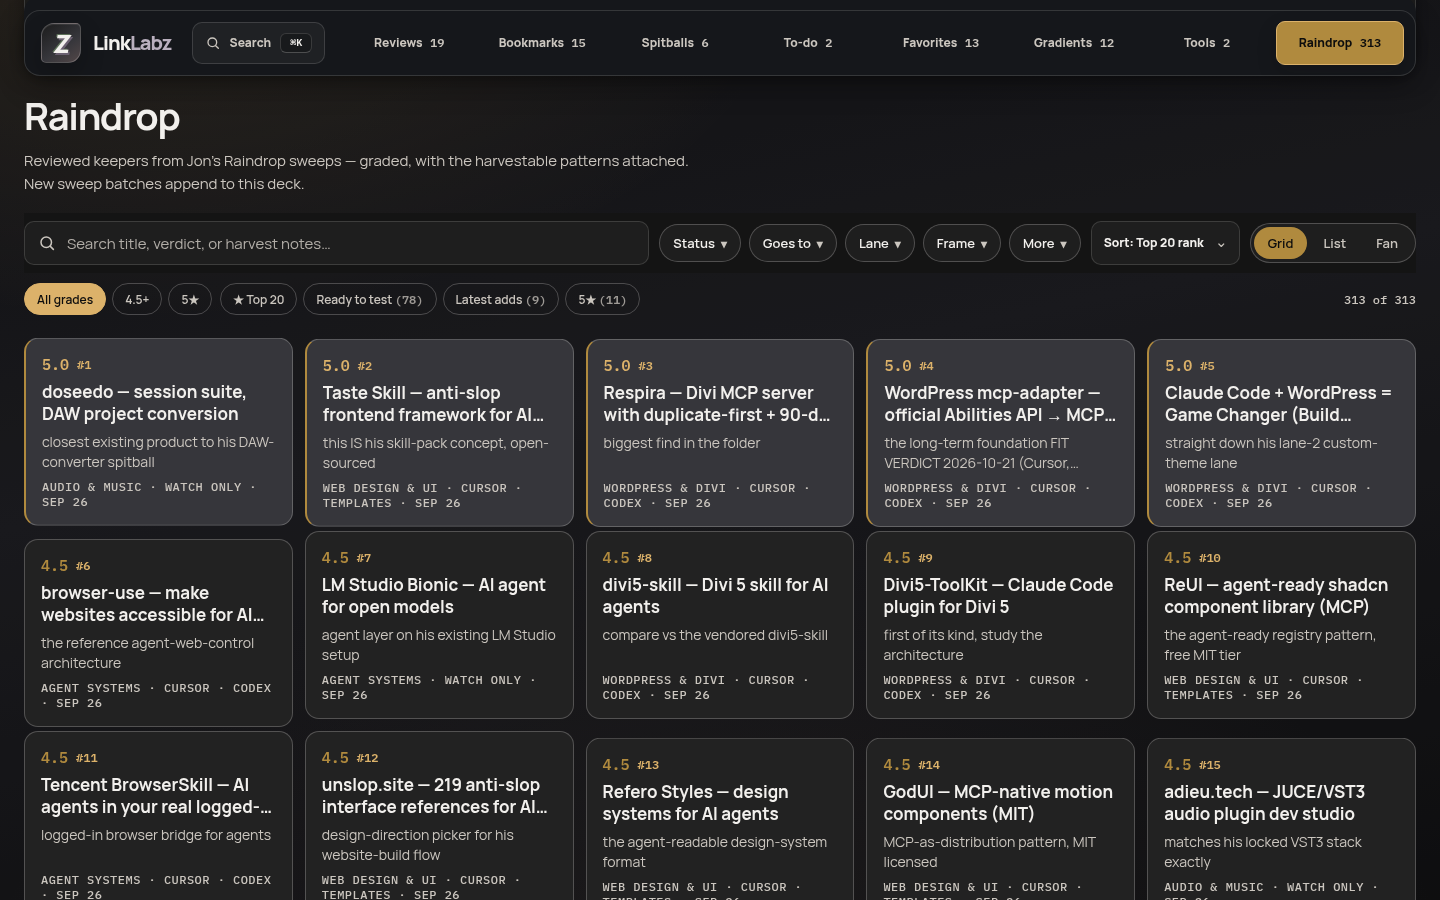 Z LinkLabz Search ⌘K Reviews 19 Bookmarks 15 Spitballs 6 To-do 2 Favorites 13 Gradients 12 Tools 2 Raindrop 313
Raindrop
Reviewed keepers from Jon's Raindrop sweeps — graded, with the harvestable patterns attached.
New sweep batches append to this deck.
Search title, verdict, or harvest notes… Status ▾ Goes to ▾ Lane ▾ Frame ▾ More ▾ Sort: Top 20 rank Grid List Fan
All grades 4.5+ 5★ ★ Top 20 Ready to test (78) Latest adds (9) 5★ (11) 313 of 313
5.0 #1
doseedo — session suite,
DAW project conversion
closest existing product to his DAW-
converter spitball
AUDIO & MUSIC · WATCH ONLY ·
SEP 26
5.0 #2
Taste Skill — anti-slop
frontend framework for AI…
this IS his skill-pack concept, open-
sourced
WEB DESIGN & UI · CURSOR ·
TEMPLATES · SEP 26
5.0 #3
Respira — Divi MCP server
with duplicate-first + 90-d…
biggest find in the folder
WORDPRESS & DIVI · CURSOR ·
CODEX · SEP 26
5.0 #4
WordPress mcp-adapter —
official Abilities API → MCP…
the long-term foundation FIT
VERDICT 2026-10-21 (Cursor,…
WORDPRESS & DIVI · CURSOR ·
CODEX · SEP 26
5.0 #5
Claude Code + WordPress =
Game Changer (Build…
straight down his lane-2 custom-
theme lane
WORDPRESS & DIVI · CURSOR ·
CODEX · SEP 26
4.5 #6
browser-use — make
websites accessible for AI…
the reference agent-web-control
architecture
AGENT SYSTEMS · CURSOR · CODEX
· SEP 26
4.5 #7
LM Studio Bionic — AI agent
for open models
agent layer on his existing LM Studio
setup
AGENT SYSTEMS · WATCH ONLY ·
SEP 26
4.5 #8
divi5-skill — Divi 5 skill for AI
agents
compare vs the vendored divi5-skill
WORDPRESS & DIVI · CURSOR ·
CODEX · SEP 26
4.5 #9
Divi5-ToolKit — Claude Code
plugin for Divi 5
first of its kind, study the
architecture
WORDPRESS & DIVI · CURSOR ·
CODEX · SEP 26
4.5 #10
ReUI — agent-ready shadcn
component library (MCP)
the agent-ready registry pattern,
free MIT tier
WEB DESIGN & UI · CURSOR ·
TEMPLATES · SEP 26
4.5 #11
Tencent BrowserSkill — AI
agents in your real logged-…
logged-in browser bridge for agents
AGENT SYSTEMS · CURSOR · CODEX
· SEP 26
4.5 #12
unslop.site — 219 anti-slop
interface references for AI…
design-direction picker for his
website-build flow
WEB DESIGN & UI · CURSOR ·
TEMPLATES · SEP 26
4.5 #13
Refero Styles — design
systems for AI agents
the agent-readable design-system
format
WEB DESIGN & UI · CURSOR ·
TEMPLATES · SEP 26
4.5 #14
GodUI — MCP-native motion
components (MIT)
MCP-as-distribution pattern, MIT
licensed
WEB DESIGN & UI · CURSOR ·
TEMPLATES · SEP 26
4.5 #15
adieu.tech — JUCE/VST3
audio plugin dev studio
matches his locked VST3 stack
exactly
AUDIO & MUSIC · WATCH ONLY ·
SEP 26